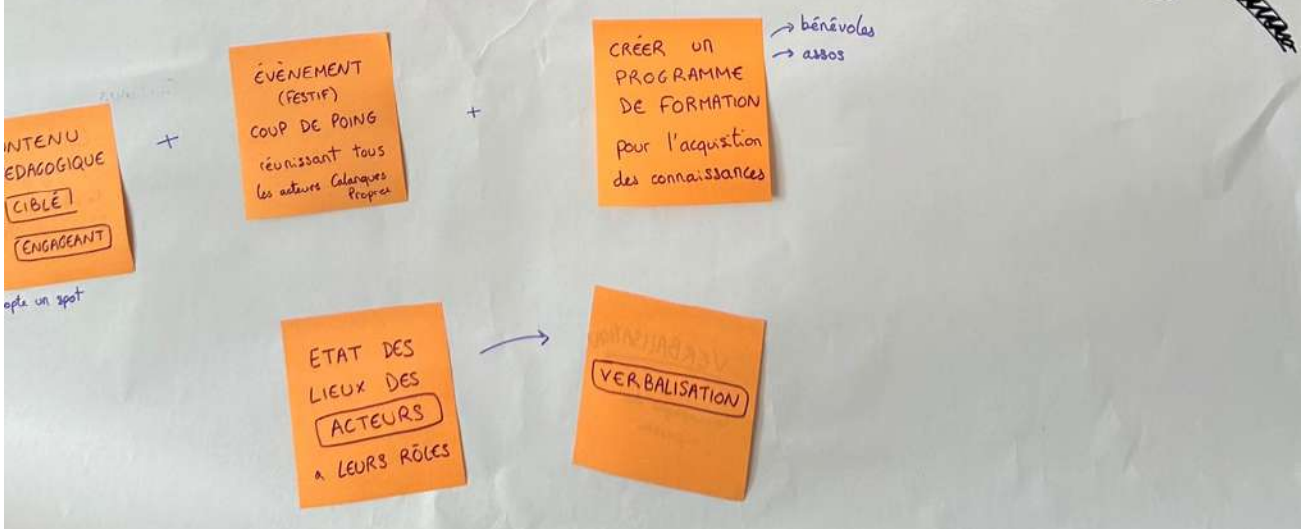 NTENU
EDAGOGIQUE
CIBLÉ
ENGAGEANT
opte un spot
+
ÉVÈNEMENT
(FESTIF)
COUP DE POING
réunissant tous
les acteurs Calanques
Propres
+
CRÉER UN
PROGRAMME
DE FORMATION
pour l'acquisition
des connaissances
→ bénévoles
→ assos
ETAT DES
LIEUX DES
ACTEURS
& LEURS RÔLES
→
VERBALISATION